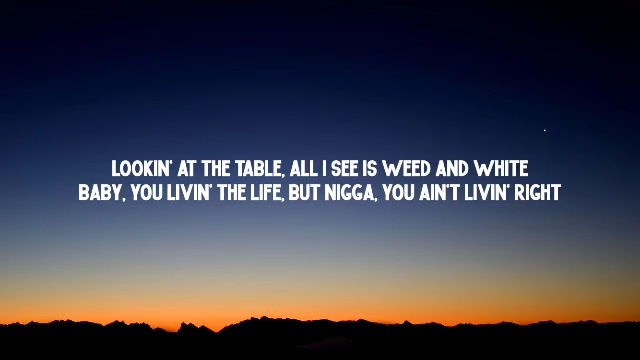 LOOKIN' AT THE TABLE, ALL I SEE IS WEED AND WHITE
BABY, YOU LIVIN' THE LIFE, BUT NIGGA, YOU AIN'T LIVIN' RIGHT